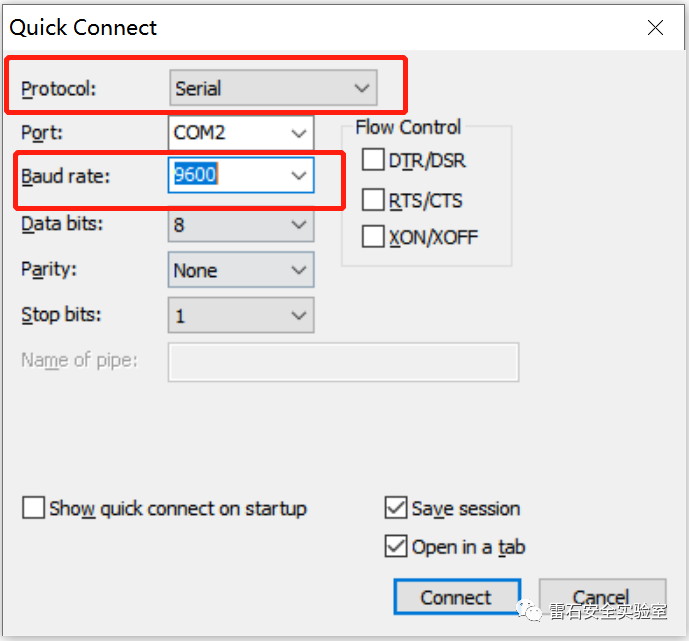 Quick Connect
Protocol: Serial
Port: COM2
Flow Control
Baud rate: 9600
DTR/DSR
Data bits: 8
RTS/CTS
Parity: None
XON/XOFF
Stop bits: 1
Name of pipe:
Show quick connect on startup
Save session
Open in a tab
Connect
Cancel
雷石安全实验室